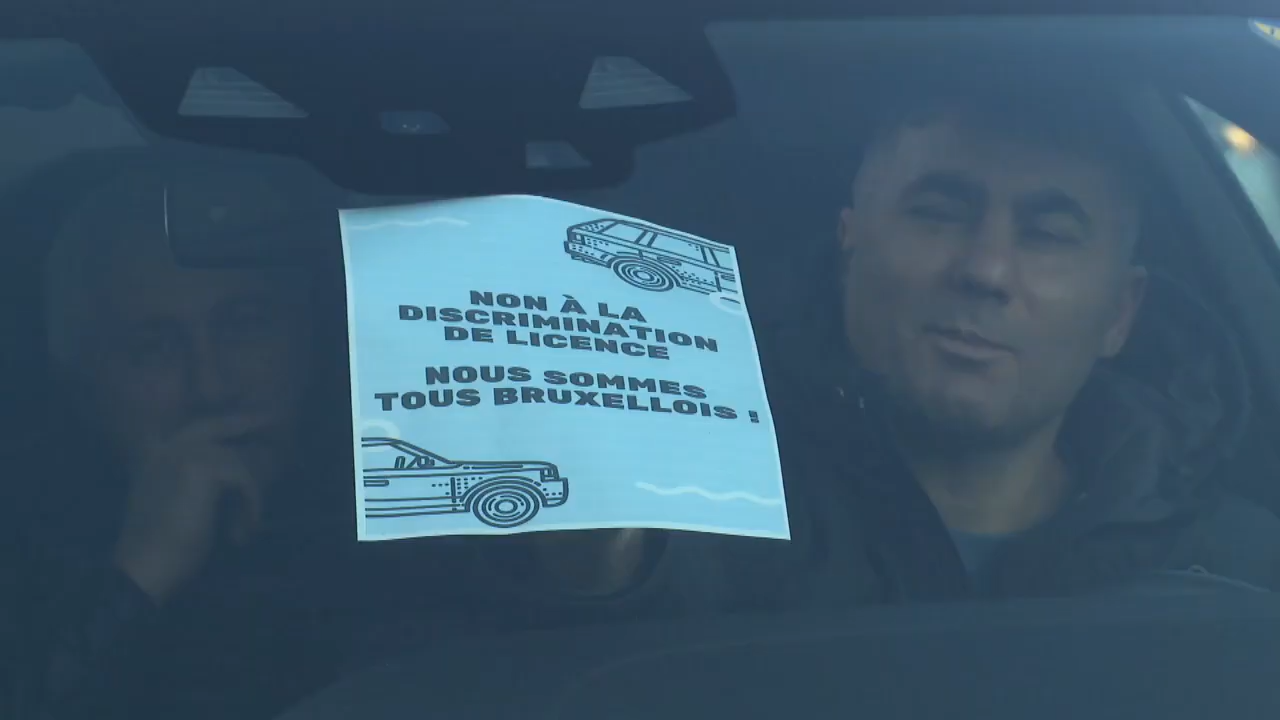 NON À LA
DISCRIMINATION
DE LICENCE
NOUS SOMMES
TOUS BRUXELLOIS !